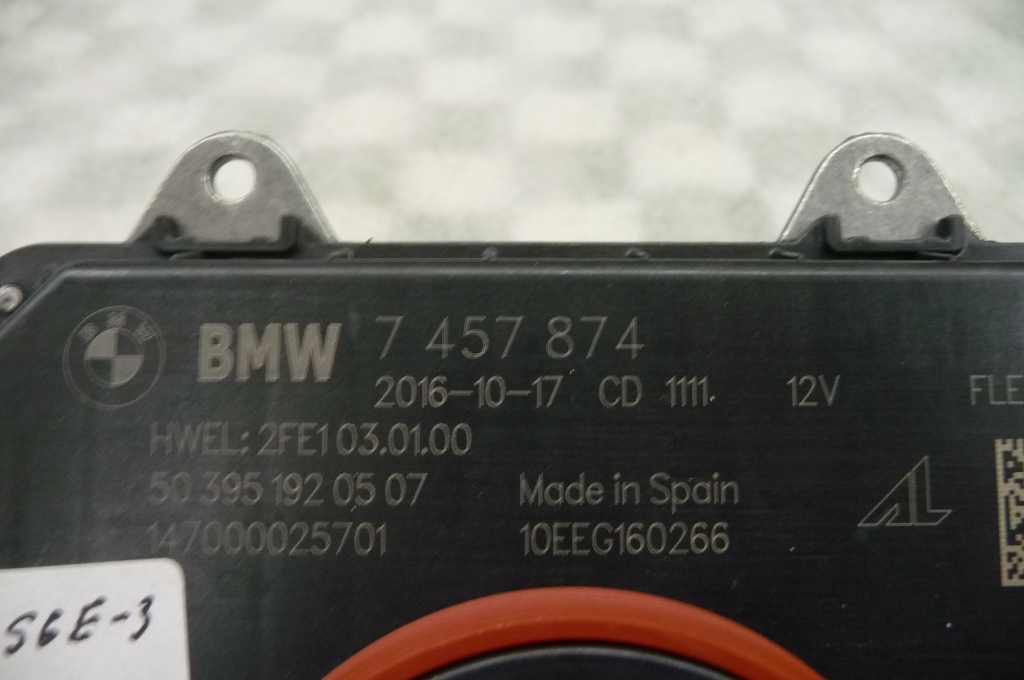 BMW 7 457 874
2016-10-17 CD 1111 12V FLE
HWEL: 2FE1 03.01.00
50 395 192 05 07 Made in Spain
147000025701 10EEG160266
AL
S6E-3